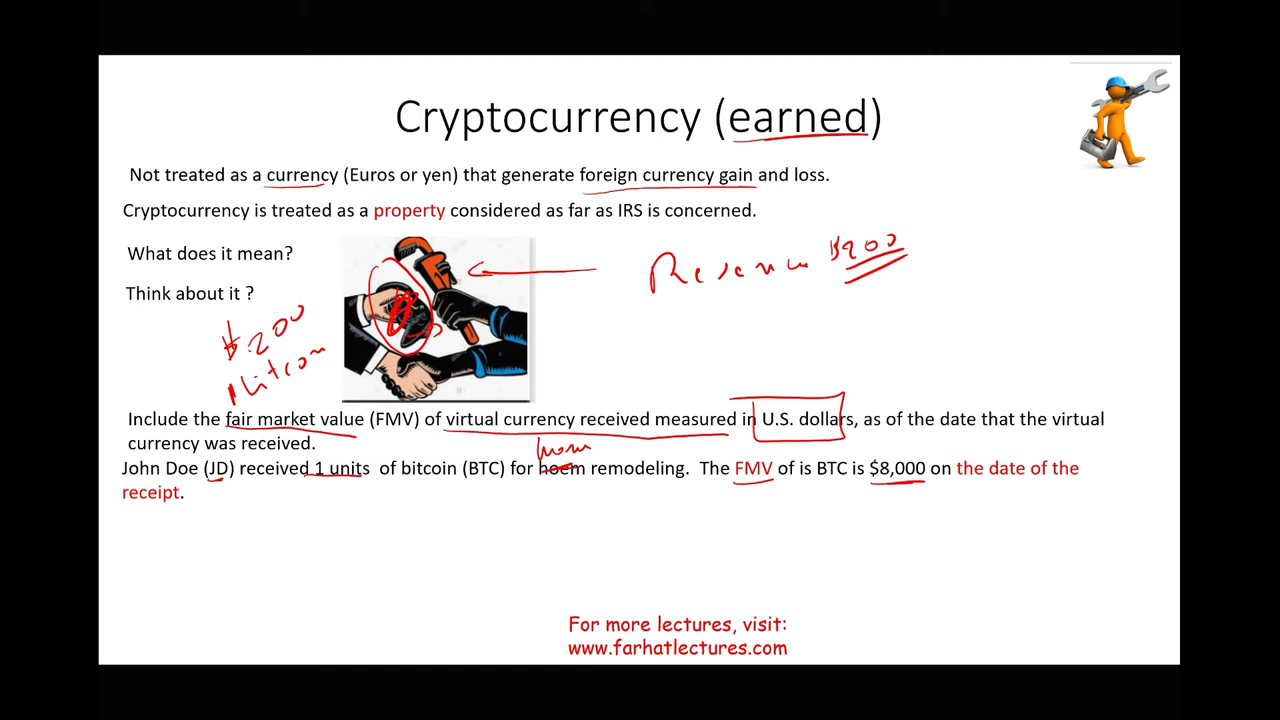 Cryptocurrency (earned)
Not treated as a currency (Euros or yen) that generate foreign currency gain and loss.
Cryptocurrency is treated as a property considered as far as IRS is concerned.
What does it mean?
Revenue $200
Think about it ?
$200
Bitcoin
Include the fair market value (FMV) of virtual currency received measured in U.S. dollars, as of the date that the virtual
currency was received.
home
John Doe (JD) received 1 units of bitcoin (BTC) for hoem remodeling. The FMV of is BTC is $8,000 on the date of the
receipt.
For more lectures, visit:
www.farhatlectures.com